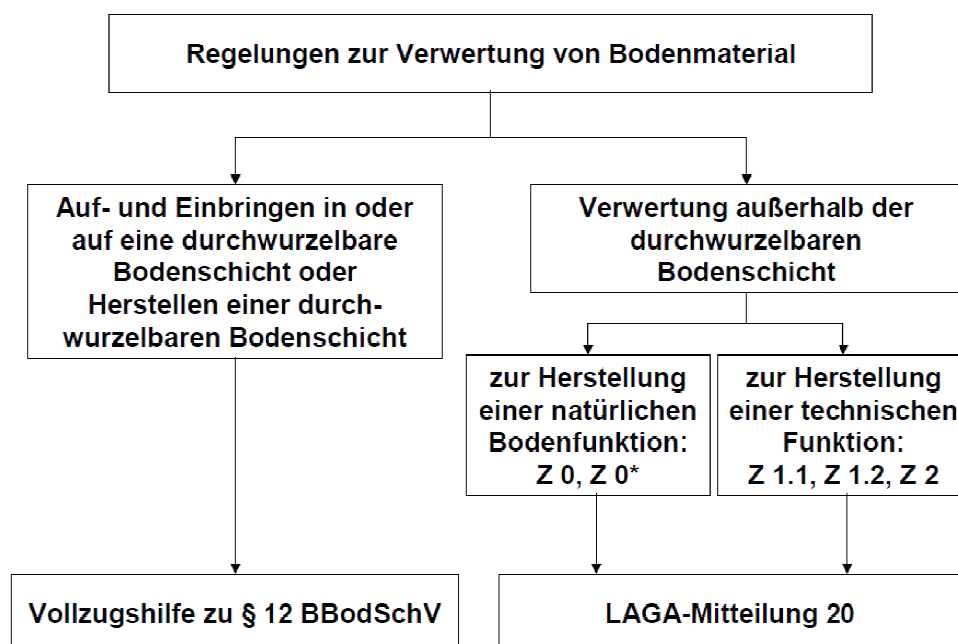 Regelungen zur Verwertung von Bodenmaterial
Auf- und Einbringen in oder
auf eine durchwurzelbare
Bodenschicht oder
Herstellen einer durch-
wurzelbaren Bodenschicht
Verwertung außerhalb der
durchwurzelbaren
Bodenschicht
zur Herstellung
einer natürlichen
Bodenfunktion:
Z 0, Z 0*
zur Herstellung
einer technischen
Funktion:
Z 1.1, Z 1.2, Z 2
Vollzugshilfe zu § 12 BBodSchV
LAGA-Mitteilung 20